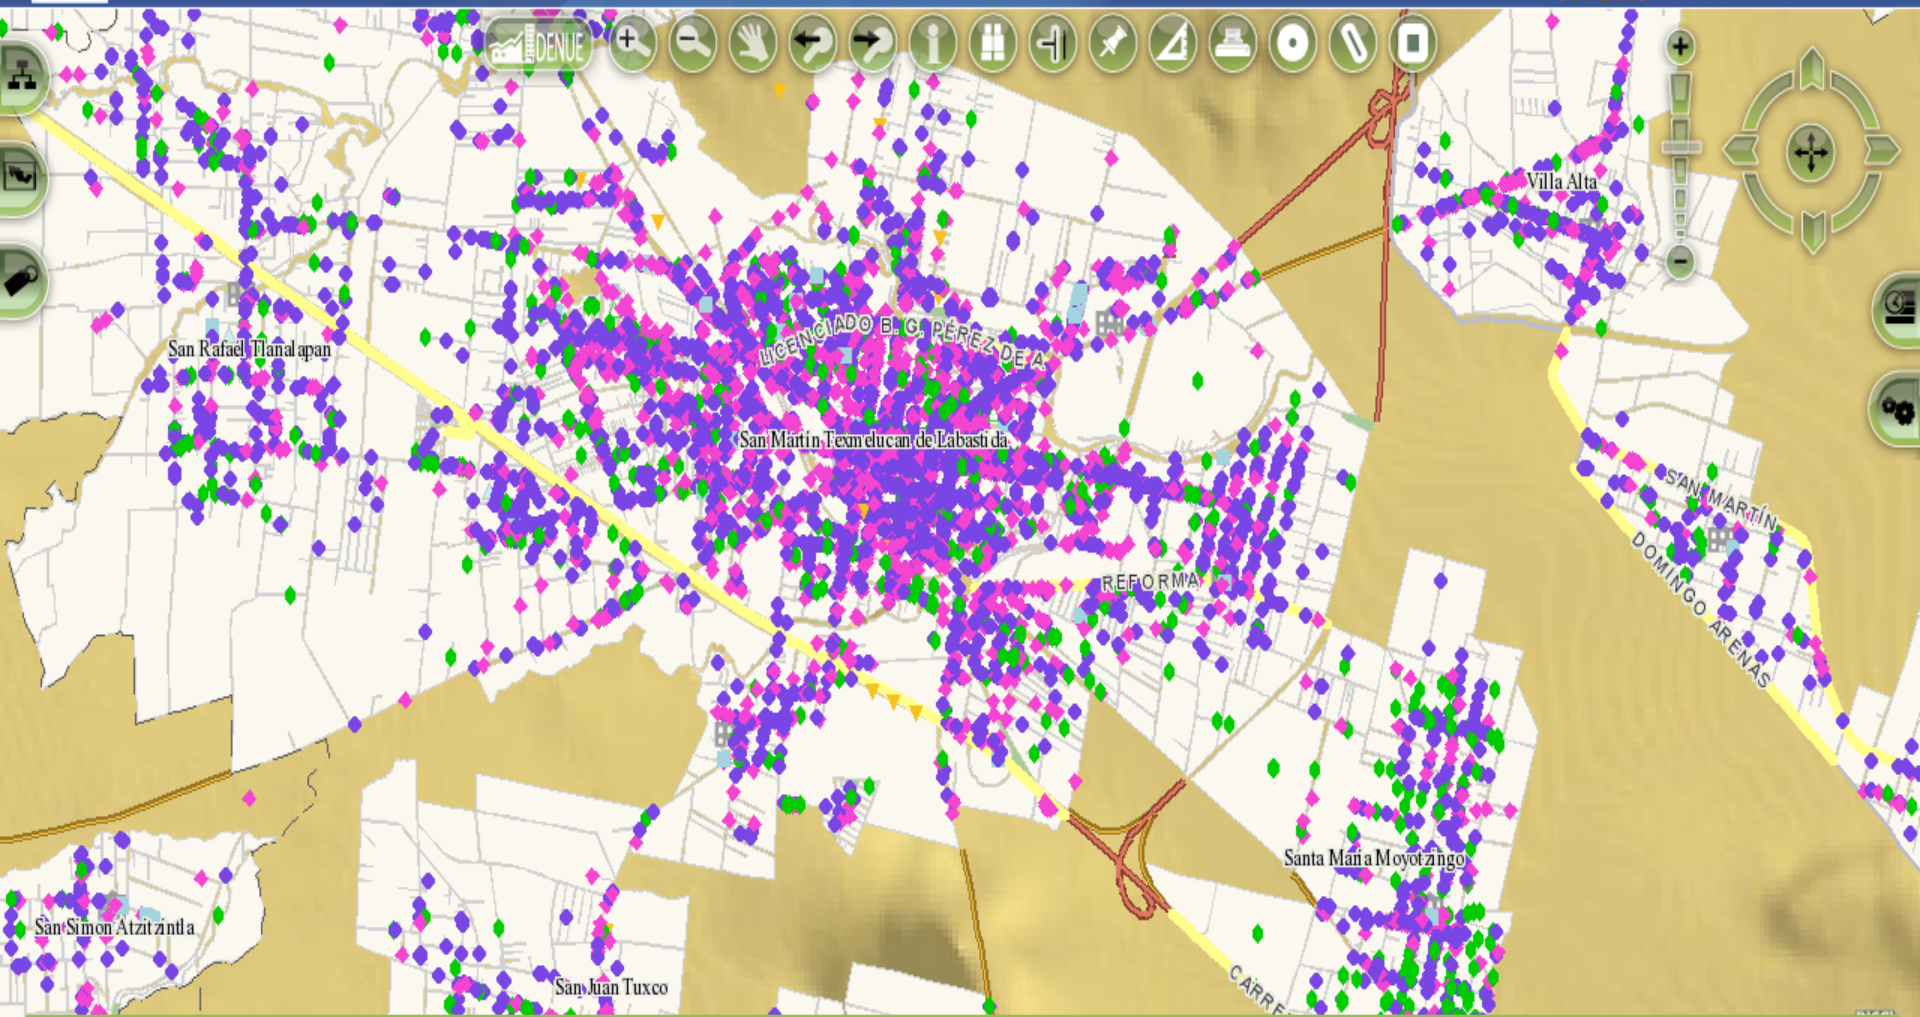 DENUE
Villa Alta
LICENCIADO B. G. PÉREZ DE A.
San Rafael Tlanalapan
San Martín Texmelucan de Labastida
SAN MARTÍN
DOMINGO ARENAS
REFORMA
Santa María Moyotzingo
San Simon Atzitzintla
San Juan Tuxco
CARRE